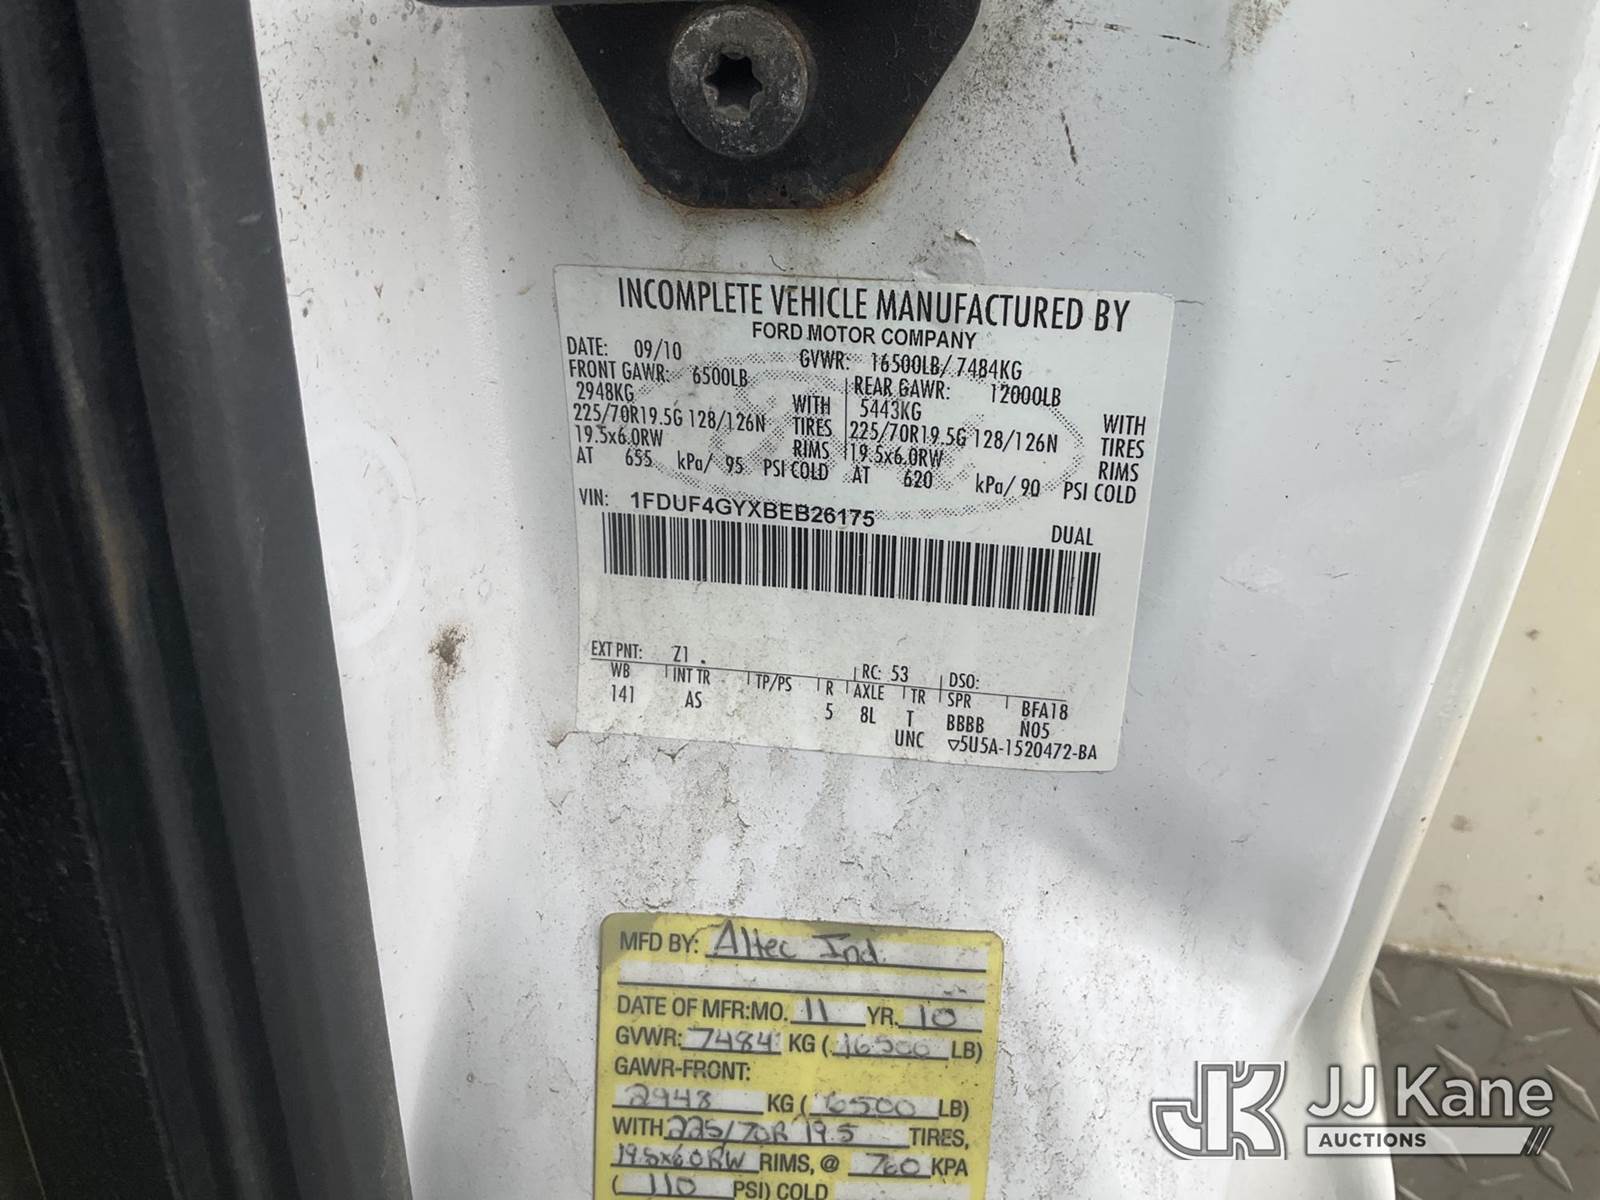 INCOMPLETE VEHICLE MANUFACTURED BY
FORD MOTOR COMPANY
DATE: 09/10 GVWR: 16500LB/ 7484KG
FRONT GAWR: 6500LB REAR GAWR: 12000LB
2948KG WITH 5443KG WITH
225/70R19.5G 128/126N TIRES 225/70R19.5G 128/126N TIRES
19.5x6.0RW RIMS 19.5x6.0RW RIMS
AT 655 kPa/ 95 PSI COLD AT 620 kPa/ 90 PSI COLD
VIN: 1FDUF4GYXBEB26175
DUAL
EXT PNT: Z1 RC: 53 DSO:
WB INT TR TP/PS R AXLE TR SPR BFA18
141 AS 5 8L T BBBB N05
UNC ▽5U5A-1520472-BA
MFD BY: Altec Ind.
DATE OF MFR:MO. 11 YR. 10
GVWR: 7484 KG ( 16500 LB)
GAWR-FRONT:
2948 KG ( 6500 LB)
WITH 225/70R 19.5 TIRES,
19.5x6.0RW RIMS, @ 760 KPA
( 110 PSI) COLD
JK JJ Kane
AUCTIONS